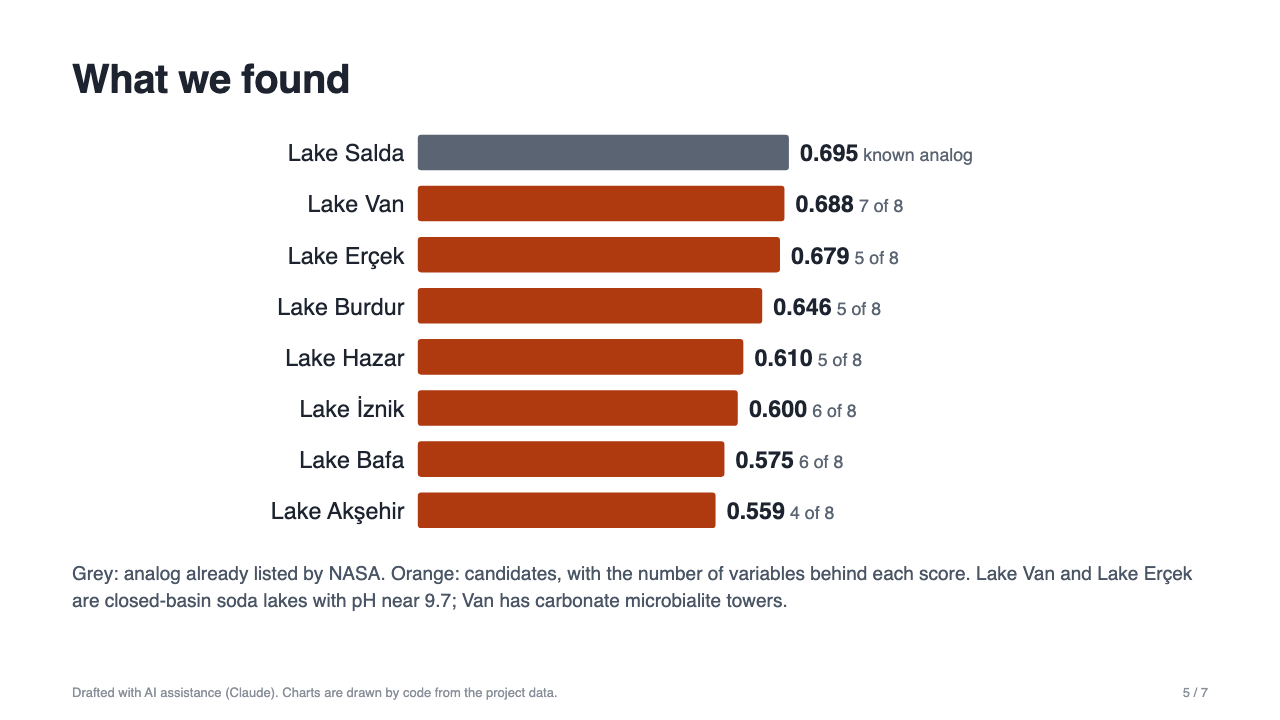 What we found
Lake Salda 0.695 known analog
Lake Van 0.688 7 of 8
Lake Erçek 0.679 5 of 8
Lake Burdur 0.646 5 of 8
Lake Hazar 0.610 5 of 8
Lake İznik 0.600 6 of 8
Lake Bafa 0.575 6 of 8
Lake Akşehir 0.559 4 of 8
Grey: analog already listed by NASA. Orange: candidates, with the number of variables behind each score. Lake Van and Lake Erçek
are closed-basin soda lakes with pH near 9.7; Van has carbonate microbialite towers.
Drafted with AI assistance (Claude). Charts are drawn by code from the project data. 5 / 7